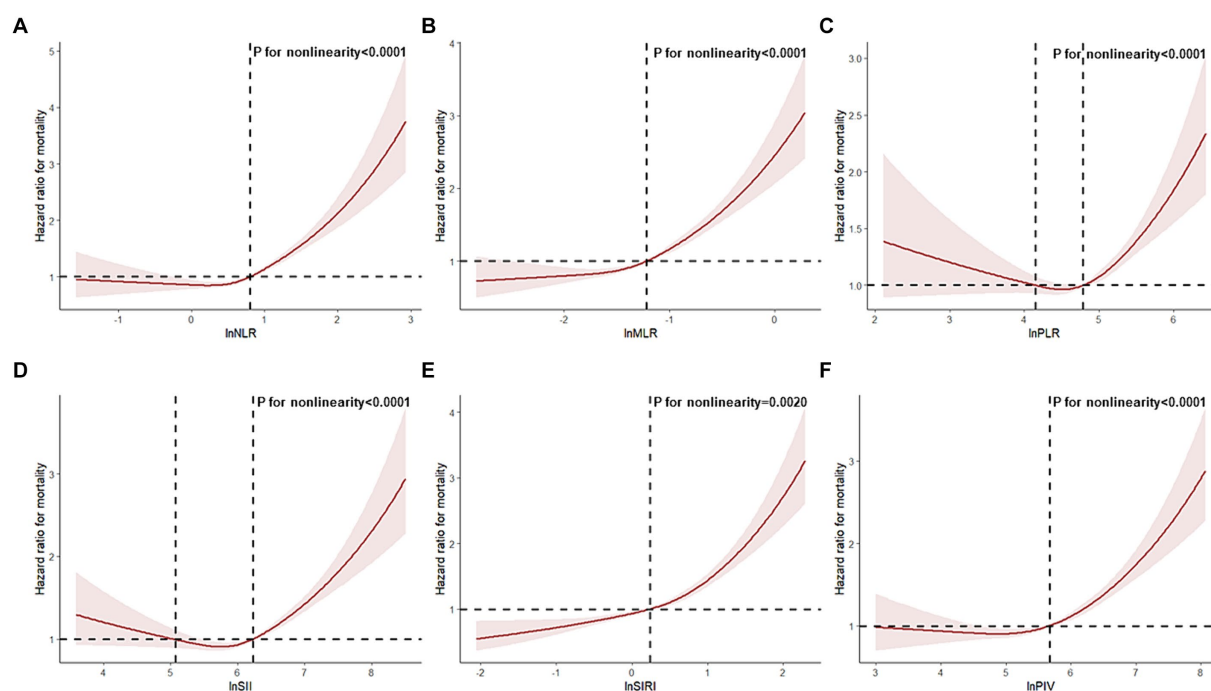 A
P for nonlinearity<0.0001
Hazard ratio for mortality
5
4
3
2
1
-1
0
1
2
3
lnNLR
B
P for nonlinearity<0.0001
Hazard ratio for mortality
4
3
2
1
-2
-1
0
lnMLR
C
P for nonlinearity<0.0001
Hazard ratio for mortality
3.0
2.5
2.0
1.5
1.0
2
3
4
5
6
lnPLR
D
P for nonlinearity<0.0001
Hazard ratio for mortality
3
2
1
4
5
6
7
8
lnSII
E
P for nonlinearity=0.0020
Hazard ratio for mortality
4
3
2
1
-2
-1
0
1
2
lnSIRI
F
P for nonlinearity<0.0001
Hazard ratio for mortality
3
2
1
3
4
5
6
7
8
lnPIV